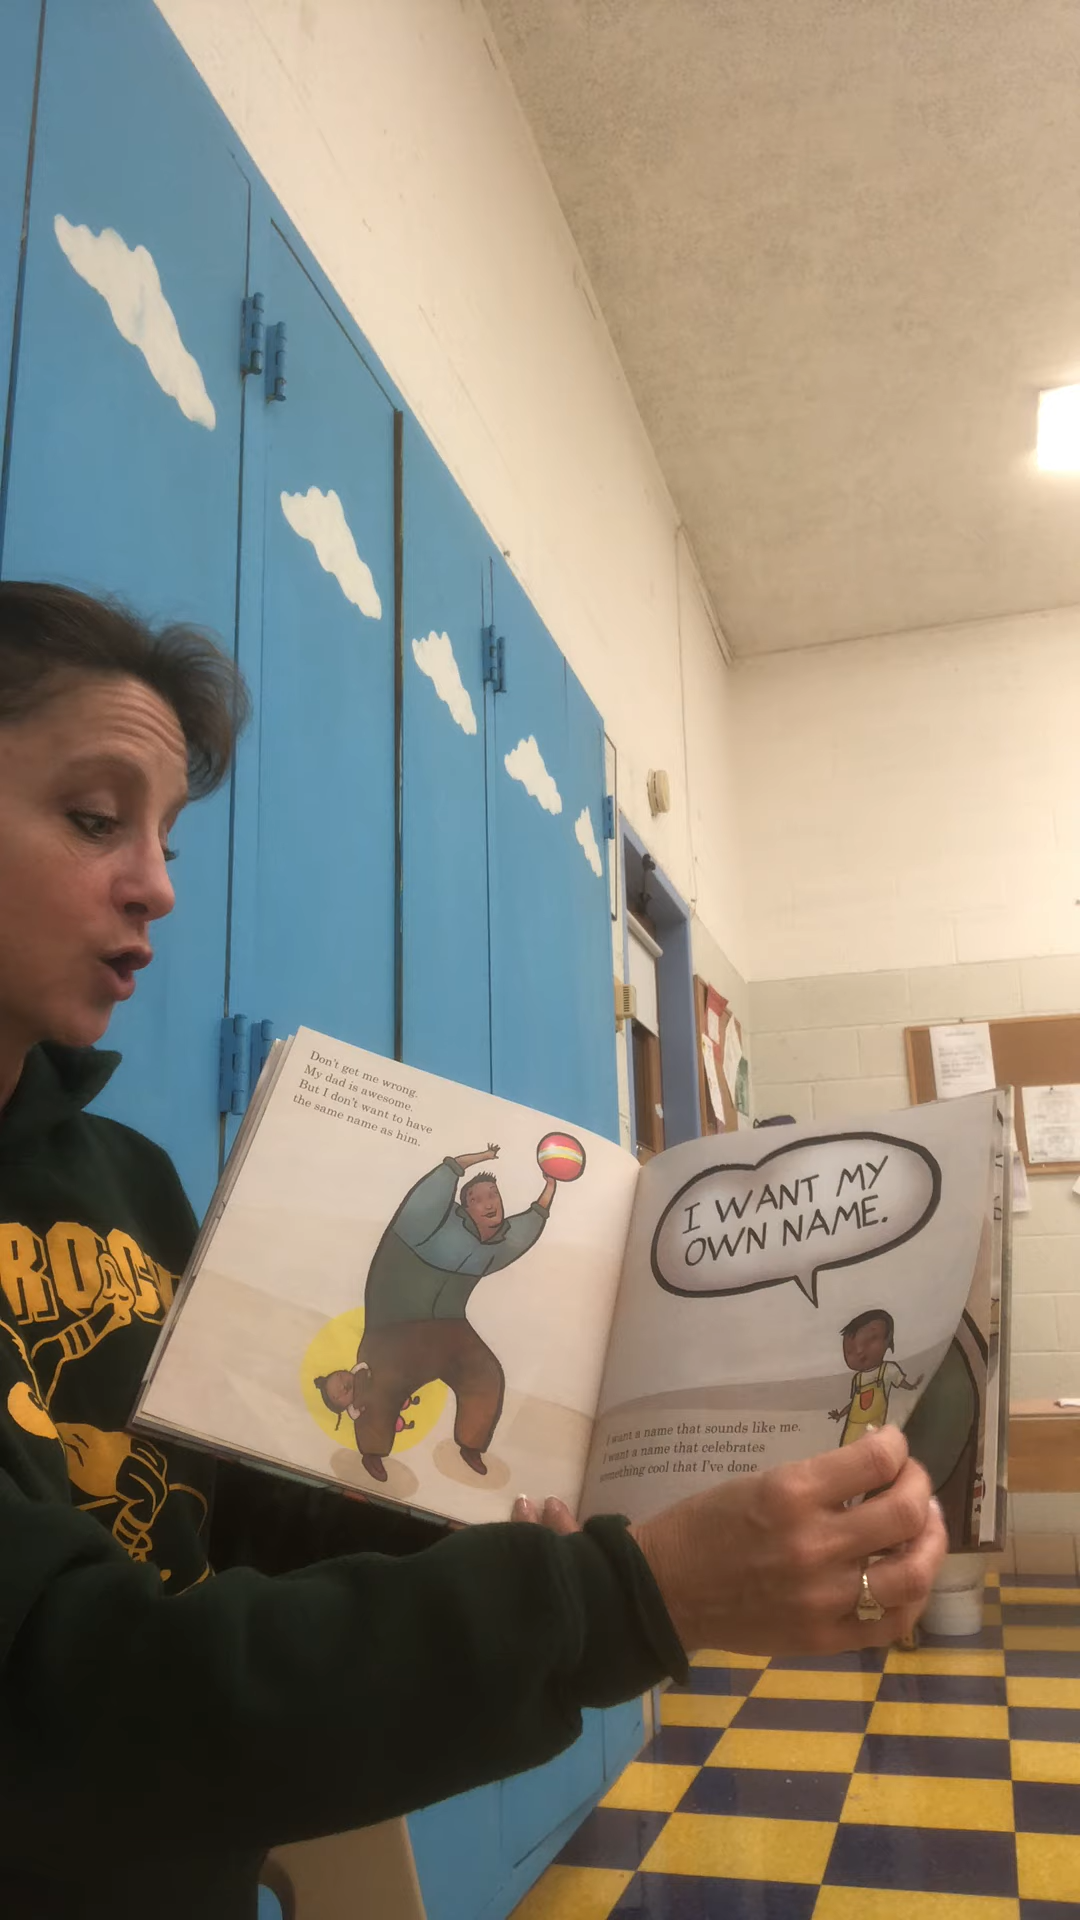 Don't get me wrong.
My dad is awesome.
But I don't want to have
the same name as him.
I WANT MY
OWN NAME.
I want a name that sounds like me.
I want a name that celebrates
something cool that I've done.